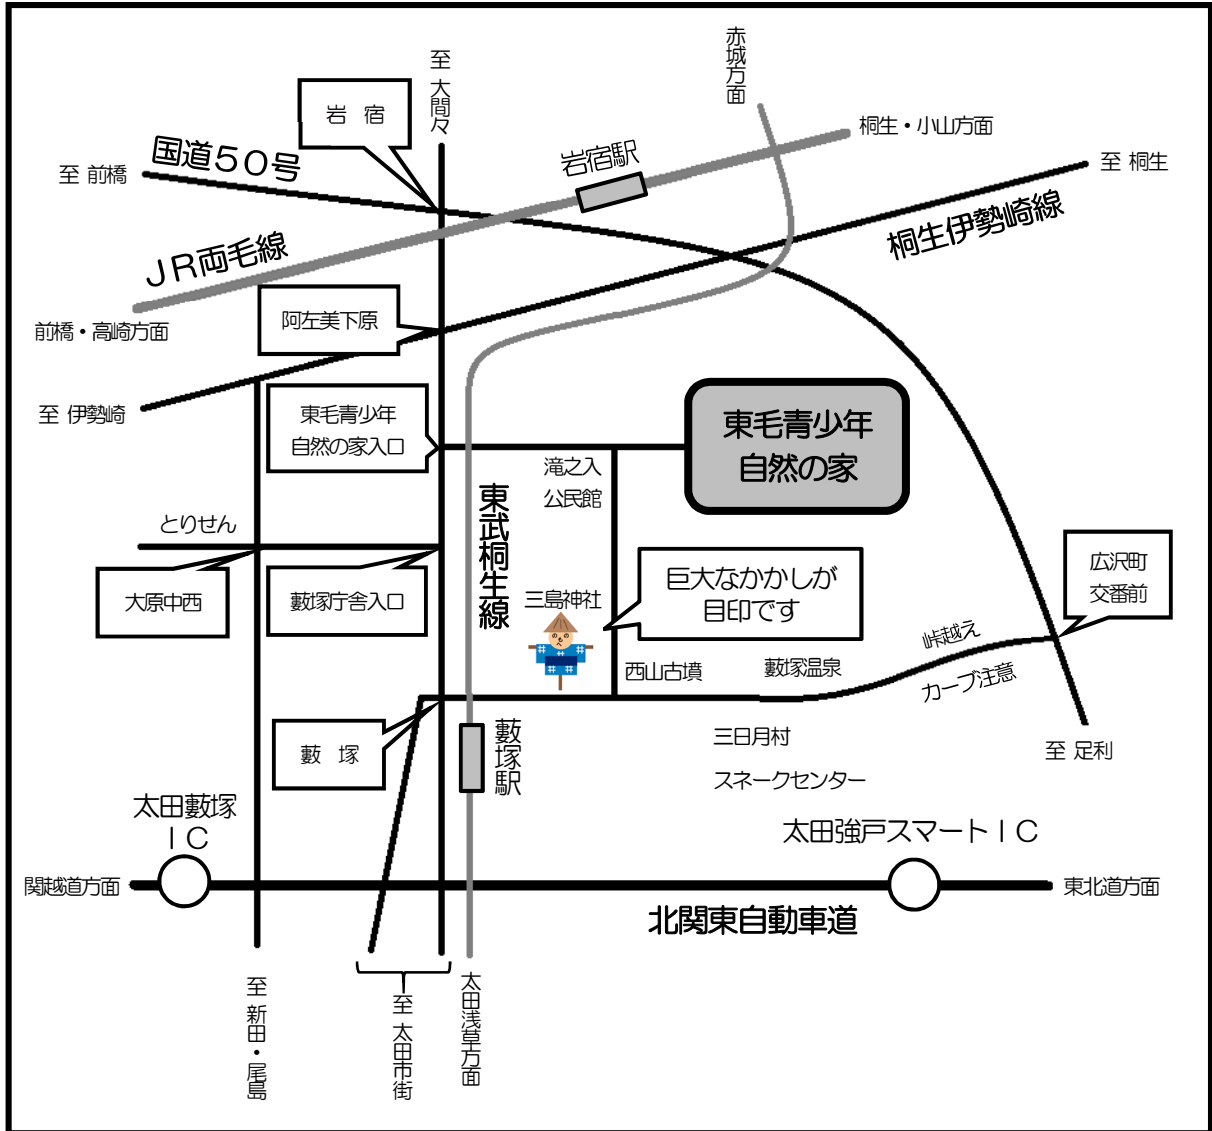 赤城方面
至 大間々
岩 宿
桐生・小山方面
国道50号
岩宿駅
至 前橋
至 桐生
桐生伊勢崎線
JR両毛線
阿左美下原
前橋・高崎方面
至 伊勢崎
東毛青少年
自然の家入口
東毛青少年
自然の家
滝之入
公民館
東武桐生線
とりせん
大原中西
藪塚庁舎入口
三島神社
巨大なかかしが
目印です
広沢町
交番前
峠越え
カーブ注意
西山古墳
藪塚温泉
藪 塚
藪塚駅
三日月村
スネークセンター
至 足利
太田藪塚
IC
太田強戸スマートIC
関越道方面
東北道方面
北関東自動車道
至 新田・尾島
至 太田市街
太田浅草方面